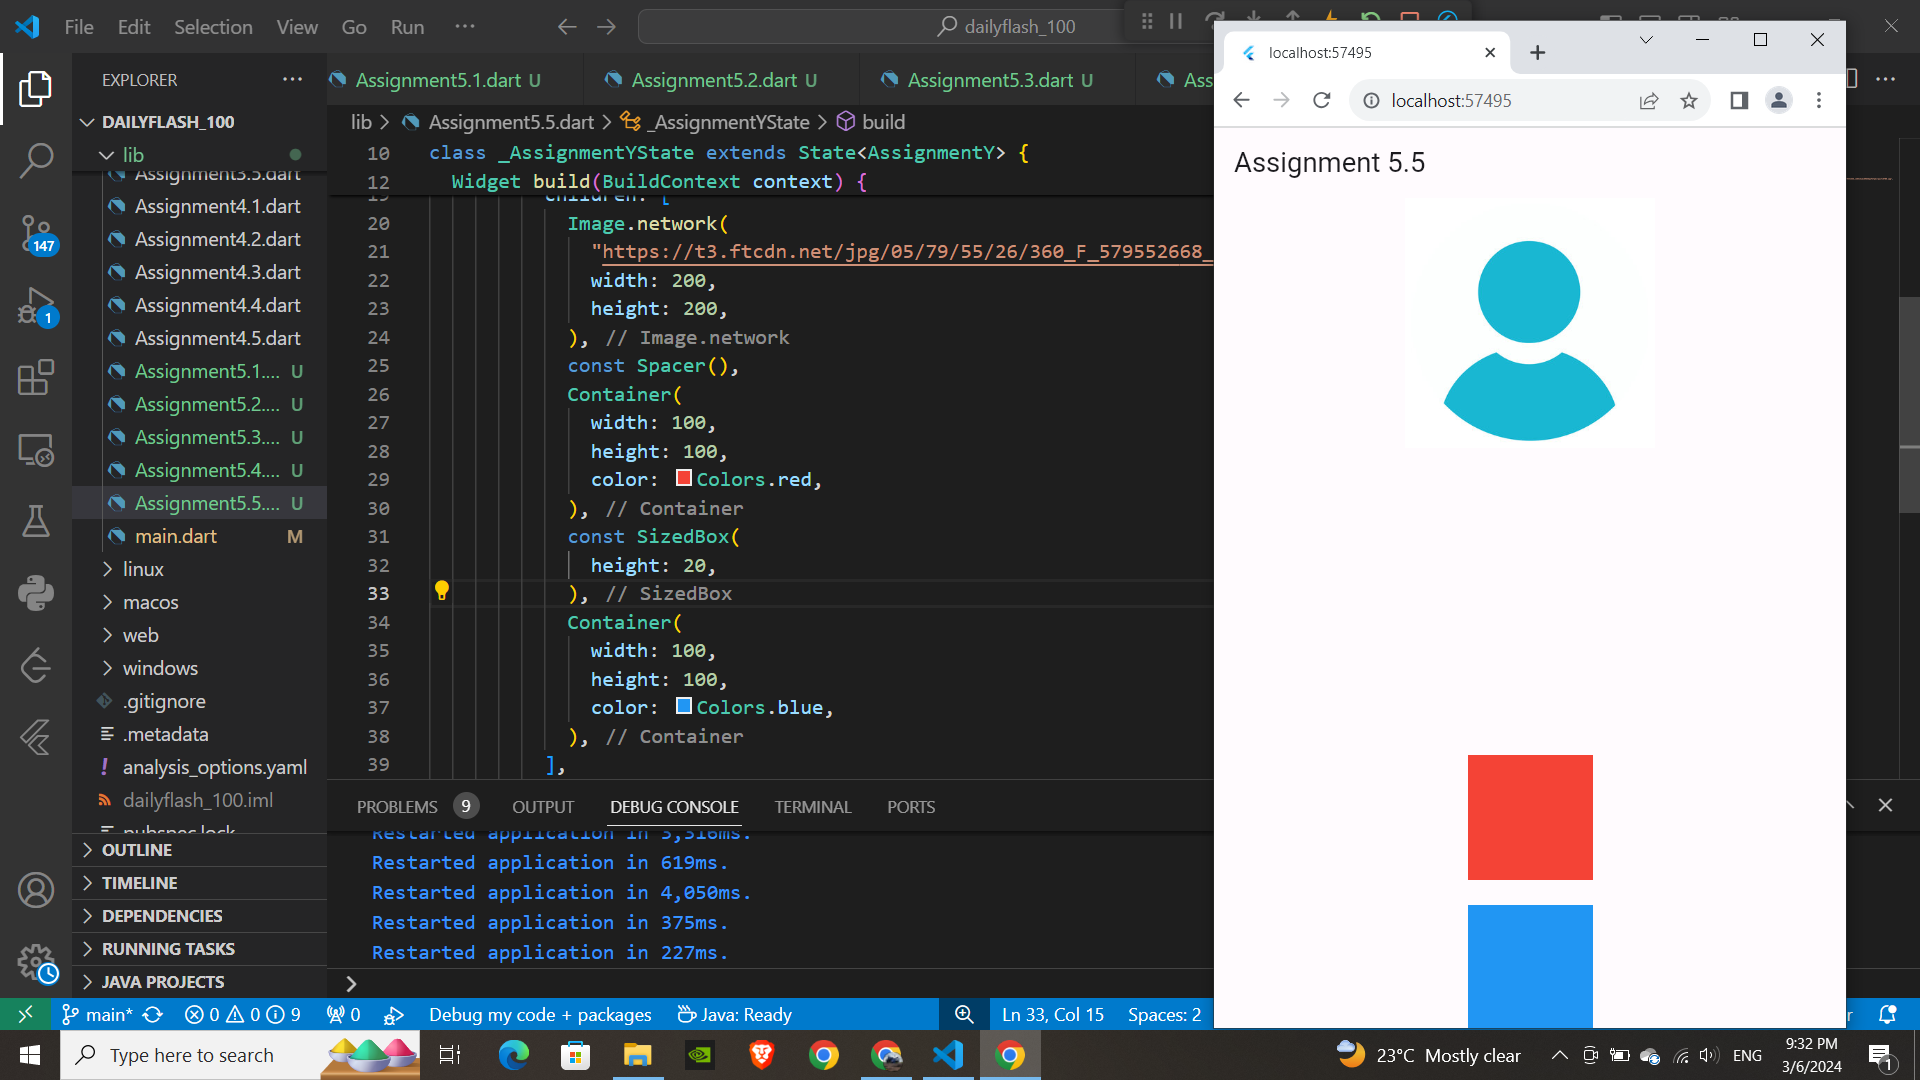 File Edit Selection View Go Run ··· dailyflash_100
EXPLORER ···
DAILYFLASH_100
lib
Assignment3.5.dart
Assignment4.1.dart
Assignment4.2.dart
Assignment4.3.dart
Assignment4.4.dart
Assignment4.5.dart
Assignment5.1.... U
Assignment5.2.... U
Assignment5.3.... U
Assignment5.4.... U
Assignment5.5.... U
main.dart M
linux
macos
web
windows
.gitignore
.metadata
analysis_options.yaml
dailyflash_100.iml
pubspec.lock
OUTLINE
TIMELINE
DEPENDENCIES
RUNNING TASKS
JAVA PROJECTS
147
1
Assignment5.1.dart U Assignment5.2.dart U Assignment5.3.dart U As
lib > Assignment5.5.dart > _AssignmentYState > build
10 class _AssignmentYState extends State<AssignmentY> {
12 Widget build(BuildContext context) {
19 children: [
20 Image.network(
21 "https://t3.ftcdn.net/jpg/05/79/55/26/360_F_579552668_
22 width: 200,
23 height: 200,
24 ), // Image.network
25 const Spacer(),
26 Container(
27 width: 100,
28 height: 100,
29 color: Colors.red,
30 ), // Container
31 const SizedBox(
32 height: 20,
33 ), // SizedBox
34 Container(
35 width: 100,
36 height: 100,
37 color: Colors.blue,
38 ), // Container
39 ],
PROBLEMS 9 OUTPUT DEBUG CONSOLE TERMINAL PORTS
Restarted application in 3,316ms.
Restarted application in 619ms.
Restarted application in 4,050ms.
Restarted application in 375ms.
Restarted application in 227ms.
>
main* 0 0 9 0 Debug my code + packages Java: Ready Ln 33, Col 15 Spaces: 2
localhost:57495
localhost:57495
Assignment 5.5
Type here to search
23°C Mostly clear ENG 9:32 PM
3/6/2024
1